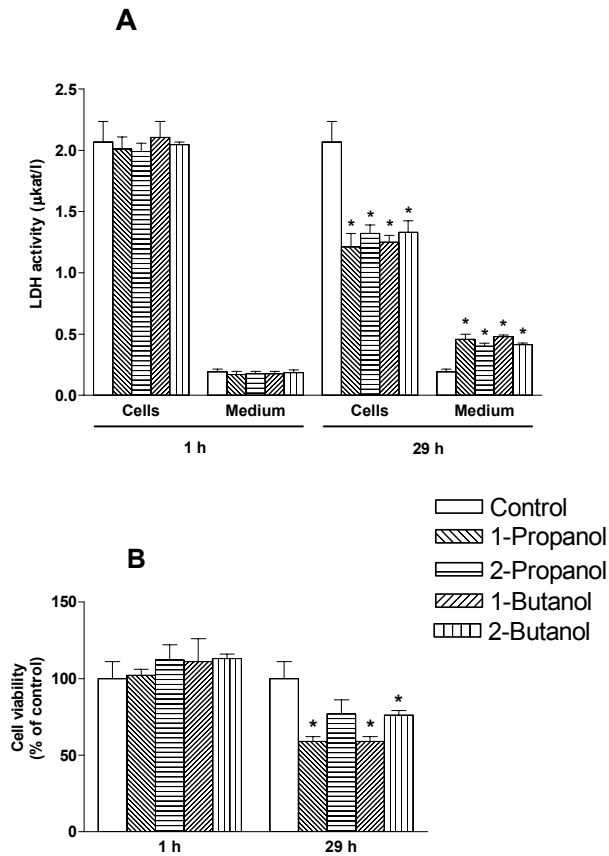 A
LDH activity (μkat/l)
2.5
2.0
1.5
1.0
0.5
0.0
* * * *
* * * *
Cells Medium Cells Medium
1 h 29 h
Control
1-Propanol
2-Propanol
1-Butanol
2-Butanol
B
Cell viability
(% of control)
150
100
50
0
* * *
1 h 29 h